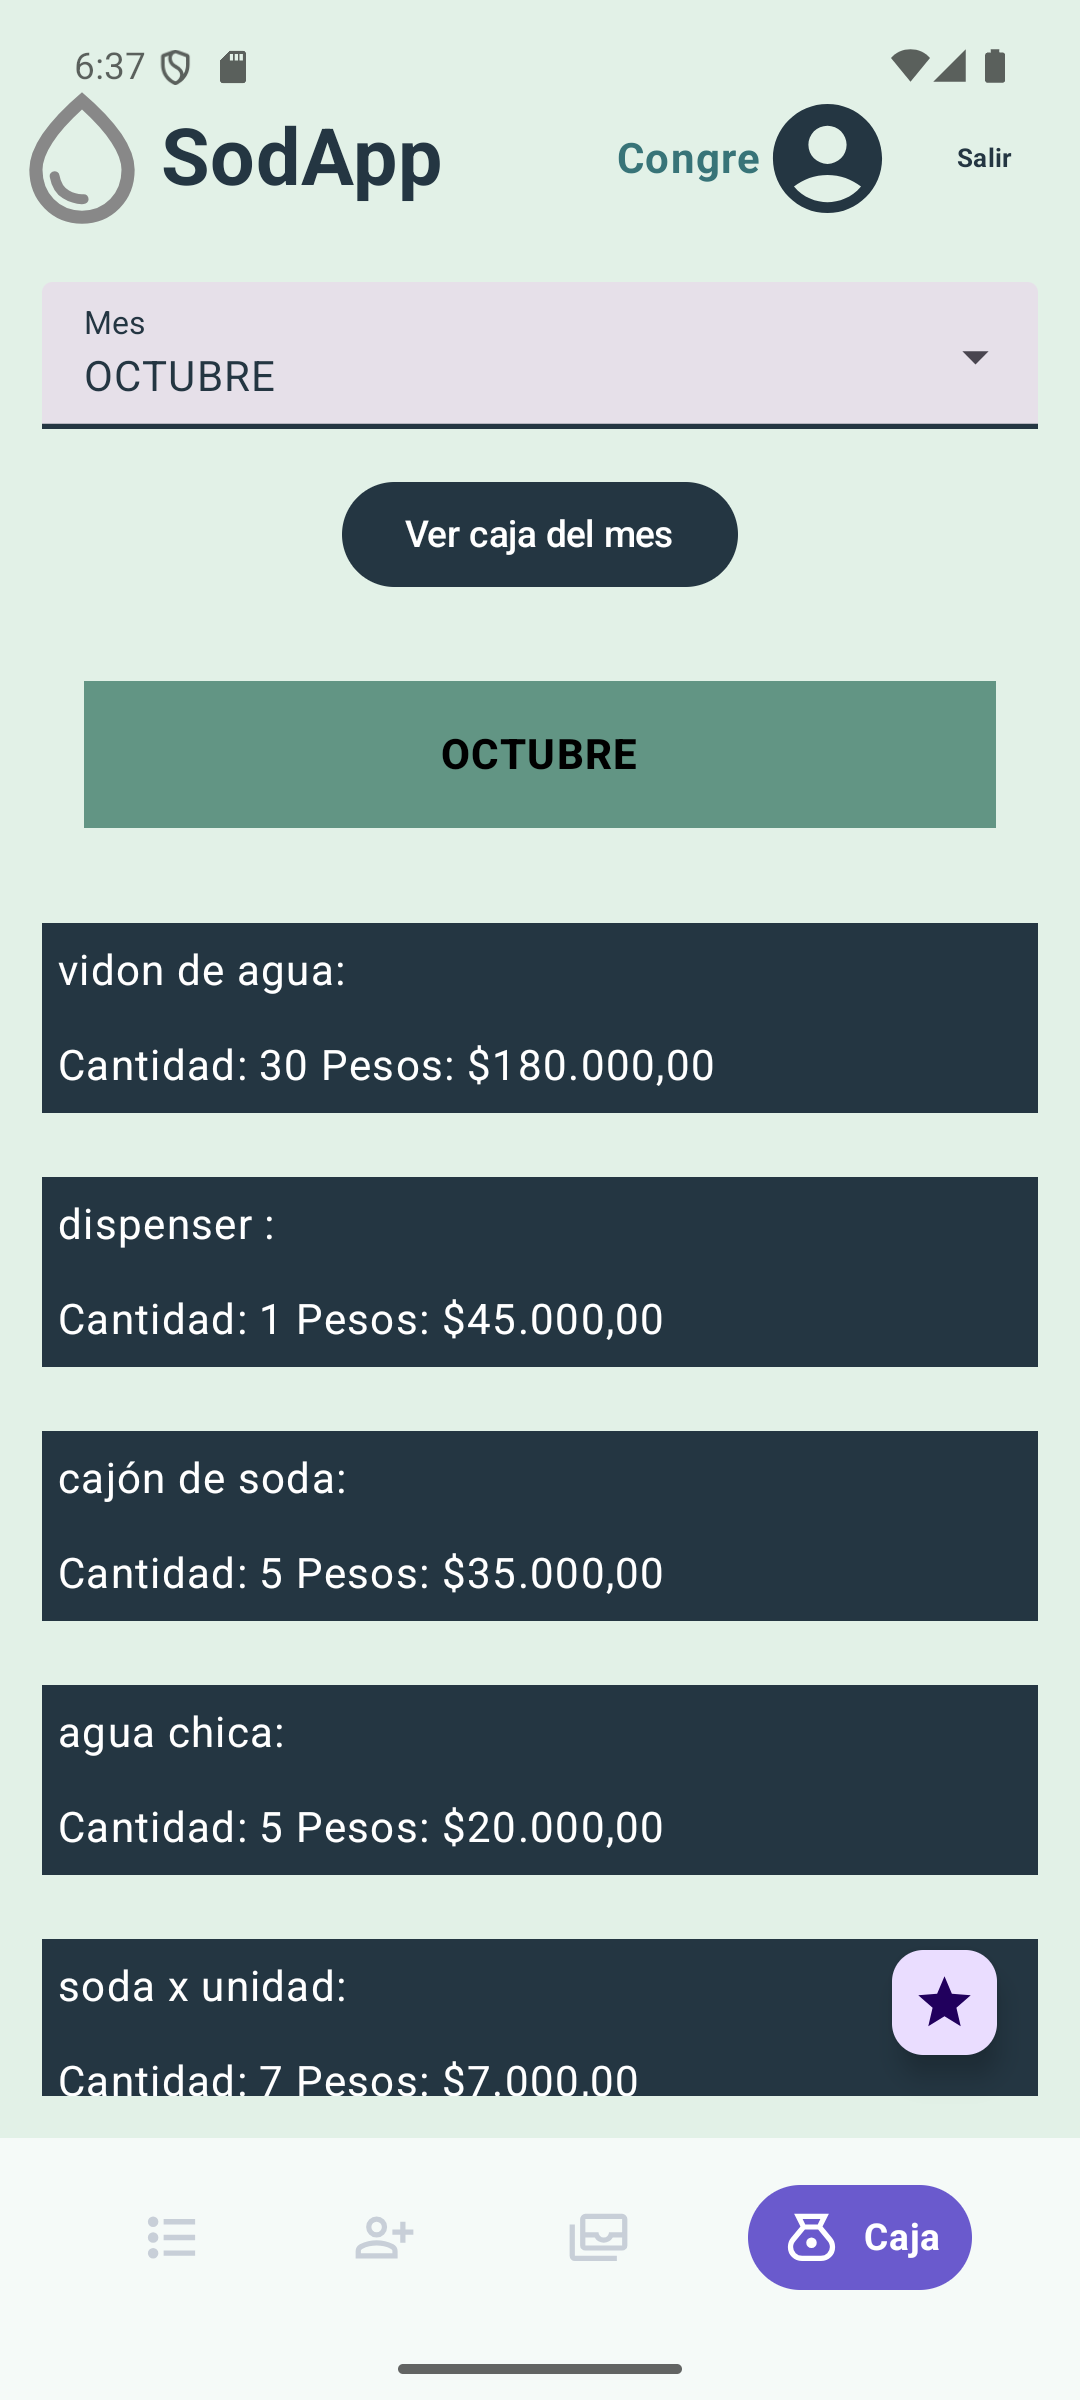 6:37
SodApp
Congre
Salir
Mes
OCTUBRE
Ver caja del mes
OCTUBRE
vidon de agua:
Cantidad: 30 Pesos: $180.000,00
dispenser :
Cantidad: 1 Pesos: $45.000,00
cajón de soda:
Cantidad: 5 Pesos: $35.000,00
agua chica:
Cantidad: 5 Pesos: $20.000,00
soda x unidad:
Cantidad: 7 Pesos: $7.000,00
Caja